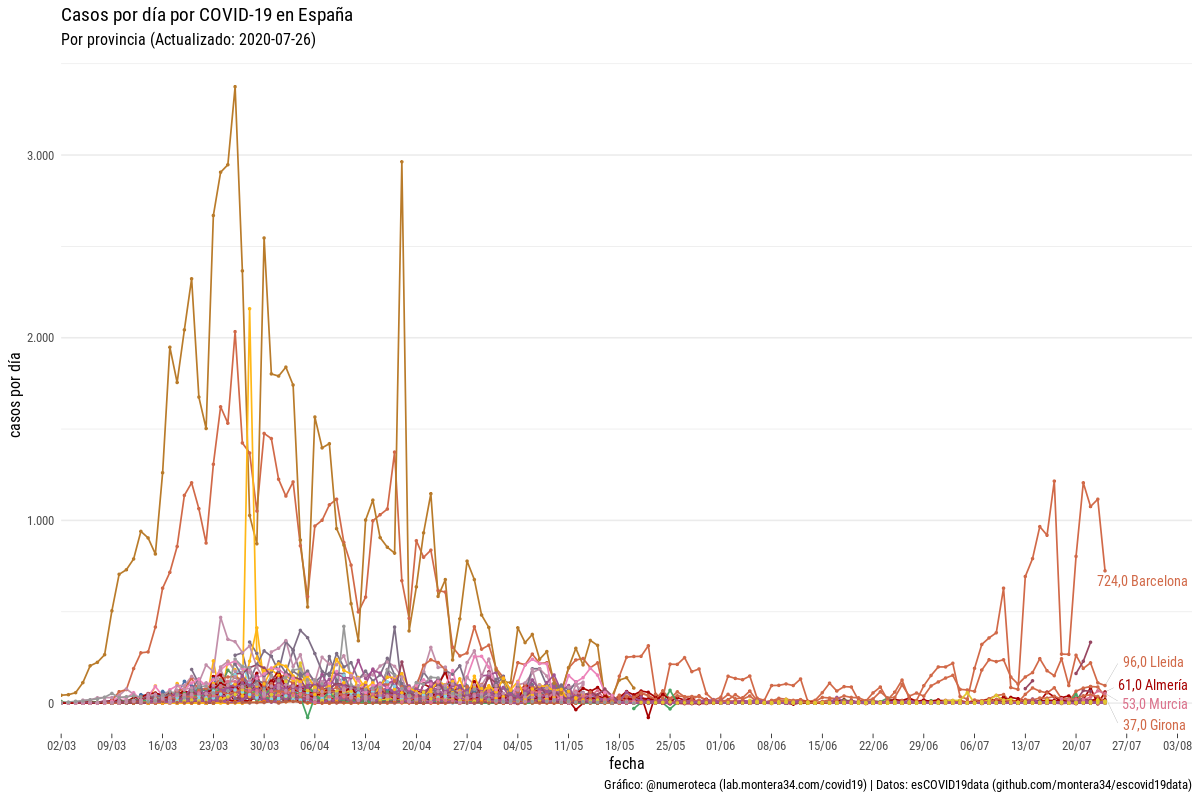 Casos por día por COVID-19 en España
Por provincia (Actualizado: 2020-07-26)
casos por día
3.000
2.000
1.000
0
724,0 Barcelona
96,0 Lleida
61,0 Almería
53,0 Murcia
37,0 Girona
02/03 09/03 16/03 23/03 30/03 06/04 13/04 20/04 27/04 04/05 11/05 18/05 25/05 01/06 08/06 15/06 22/06 29/06 06/07 13/07 20/07 27/07 03/08
fecha
Gráfico: @numeroteca (lab.montera34.com/covid19) | Datos: esCOVID19data (github.com/montera34/escovid19data)